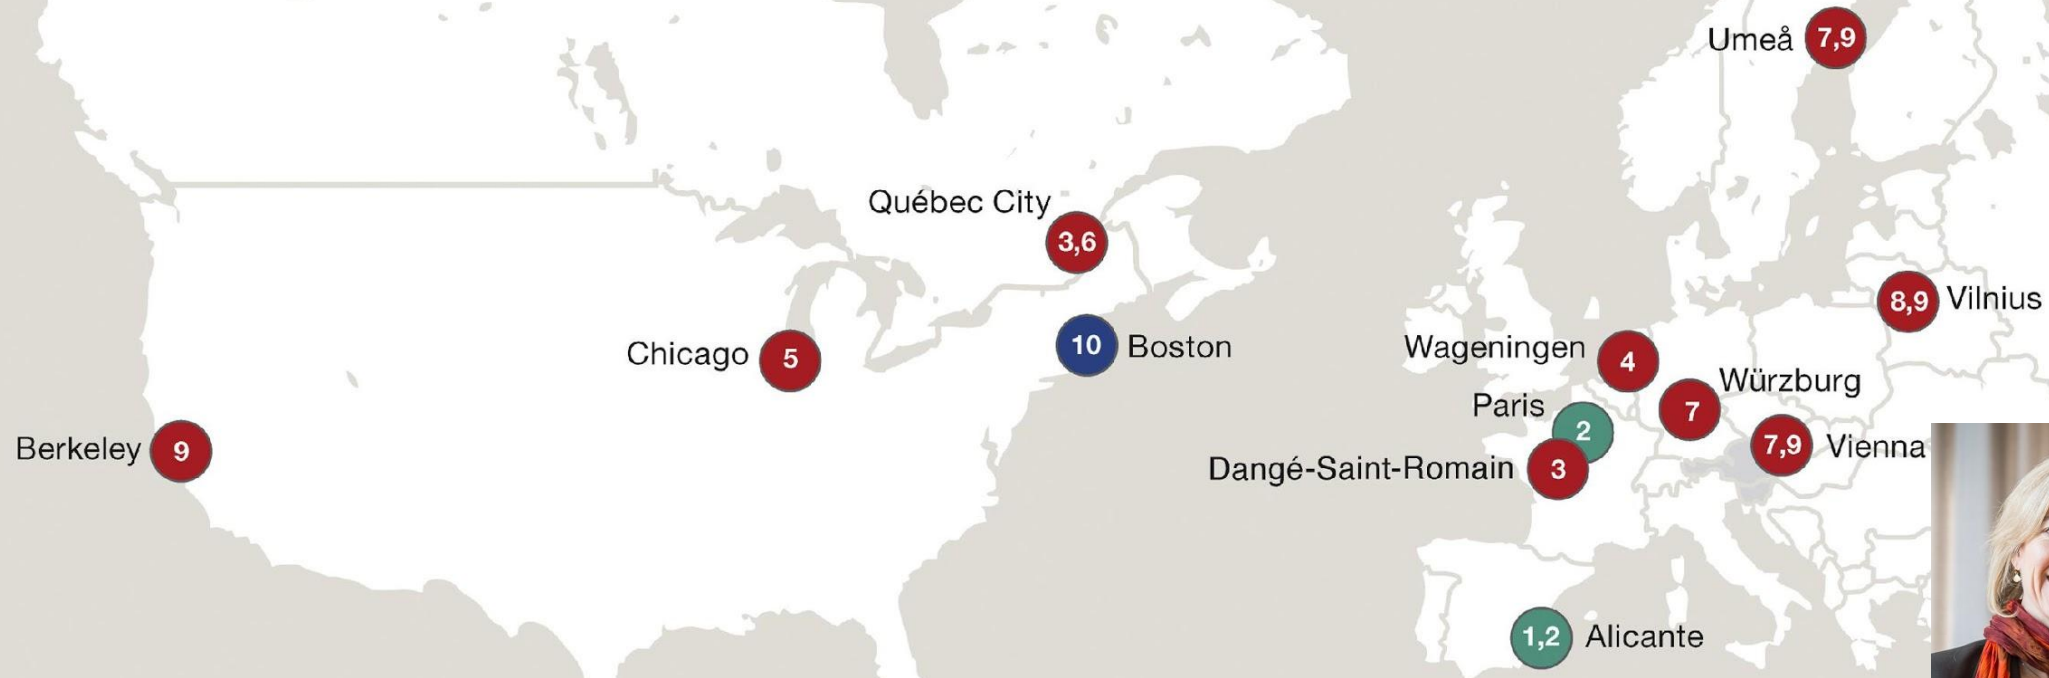 Umeå 7,9
Québec City
3,6
8,9 Vilnius
Chicago 5
10 Boston
Wageningen 4
Würzburg
7
Paris
2
Berkeley 9
7,9 Vienna
Dangé-Saint-Romain 3
1,2 Alicante